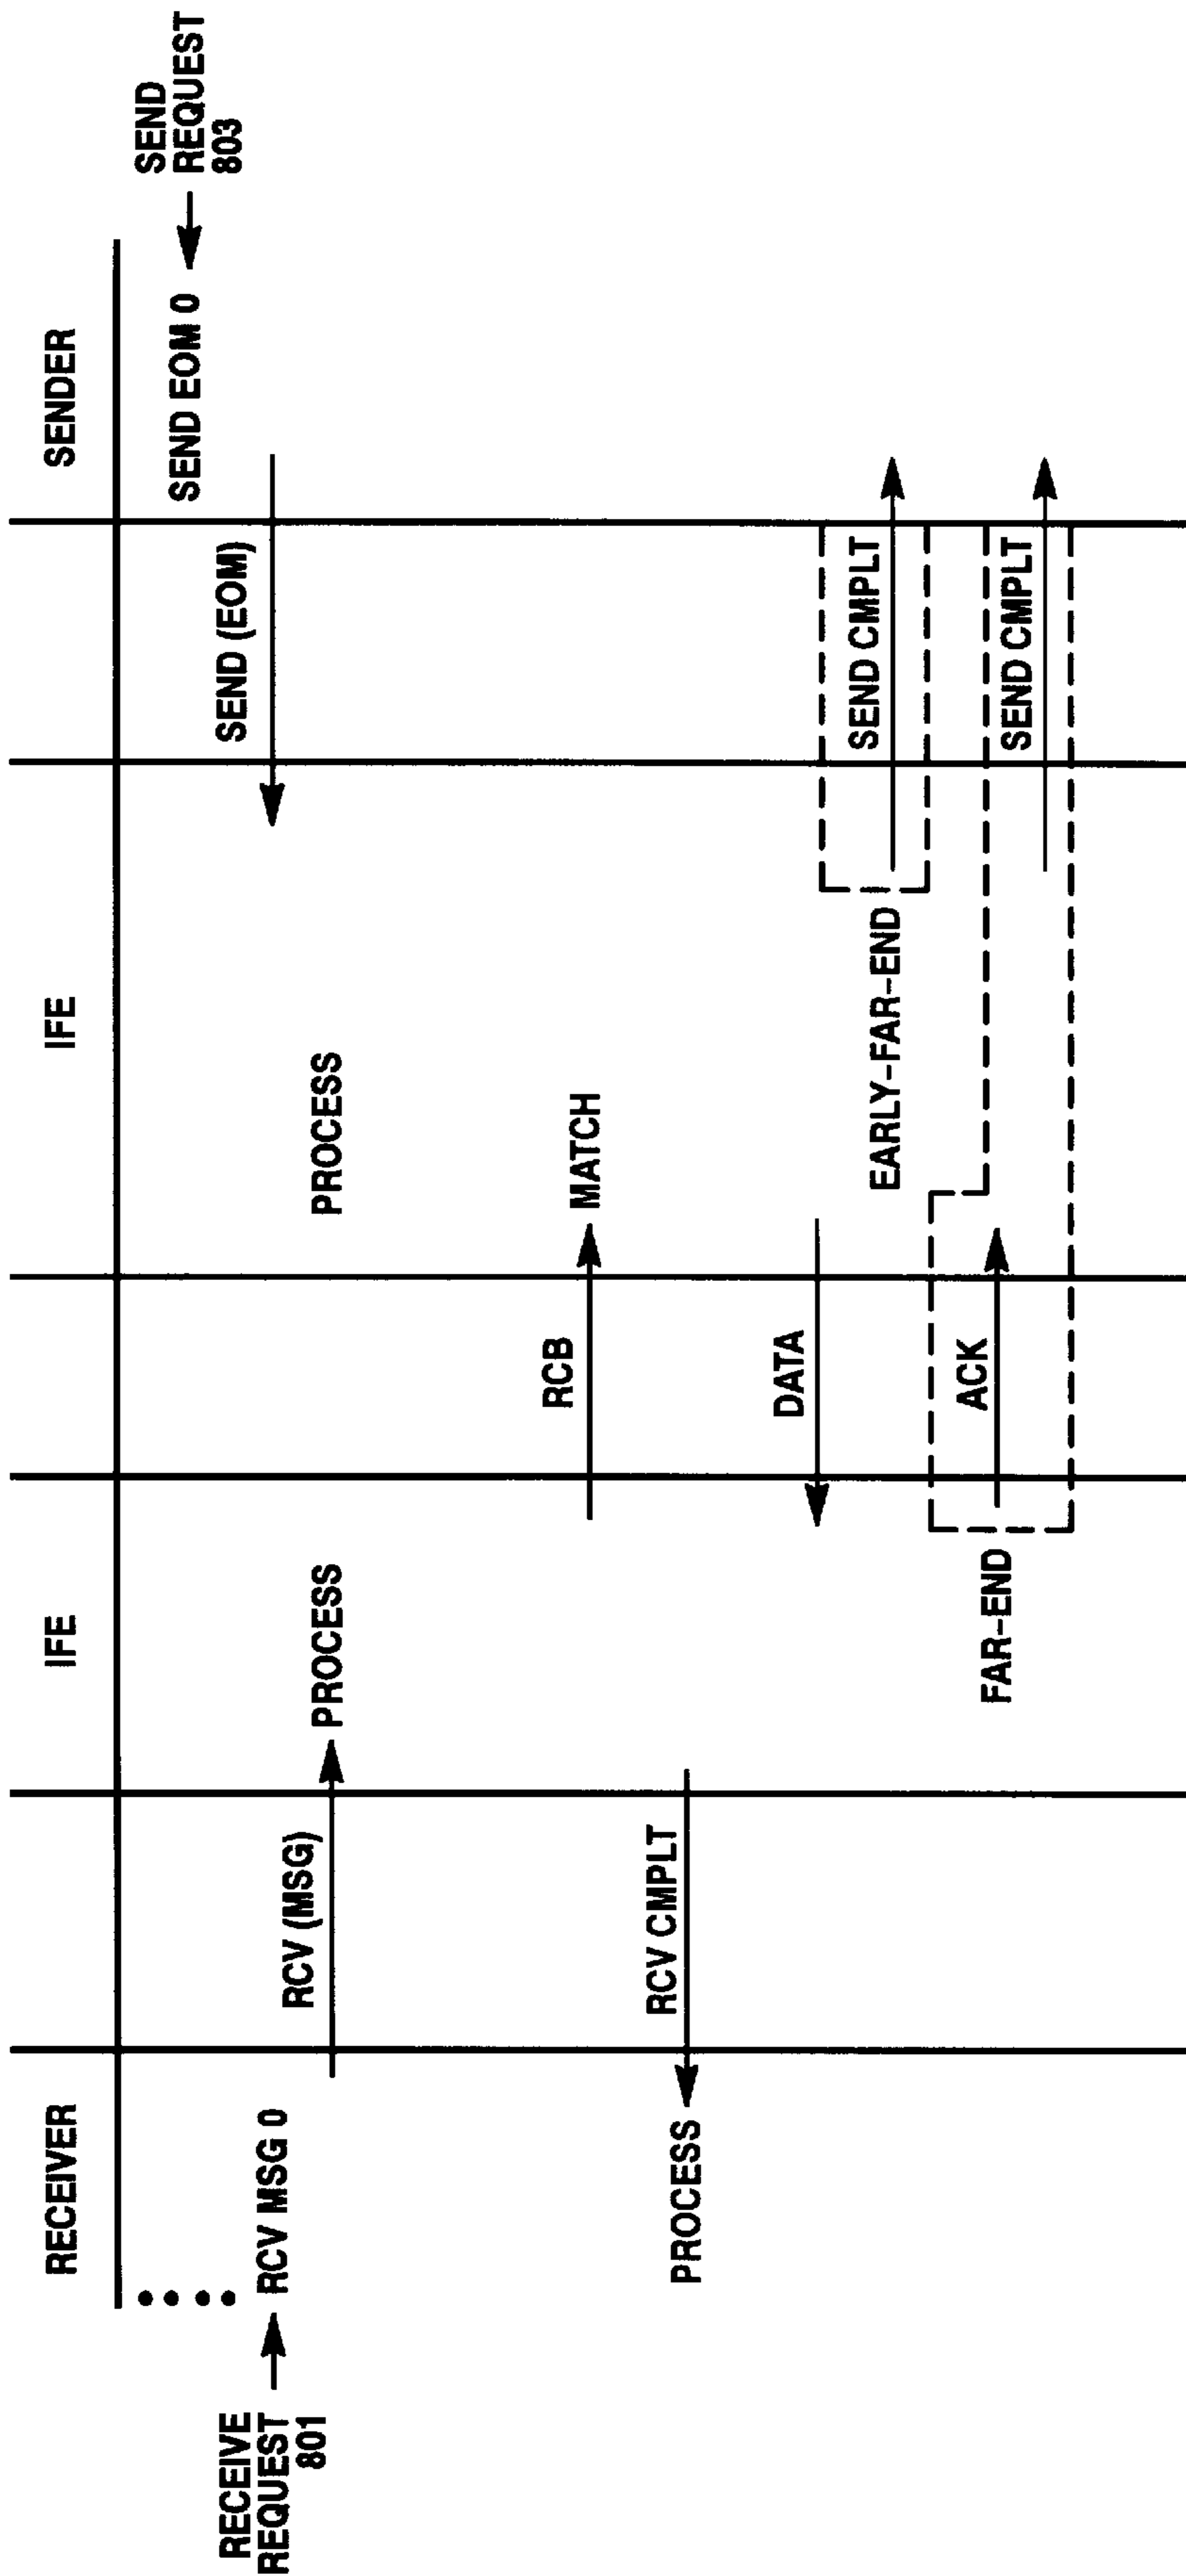 RECEIVER
IFE
IFE
SENDER
SEND
REQUEST
803
SEND EOM 0
RECEIVE
REQUEST
801
RCV MSG 0
SEND (EOM)
RCV (MSG)
PROCESS
PROCESS
RCB
MATCH
RCV CMPLT
PROCESS
DATA
SEND CMPLT
EARLY-FAR-END
ACK
FAR-END
SEND CMPLT